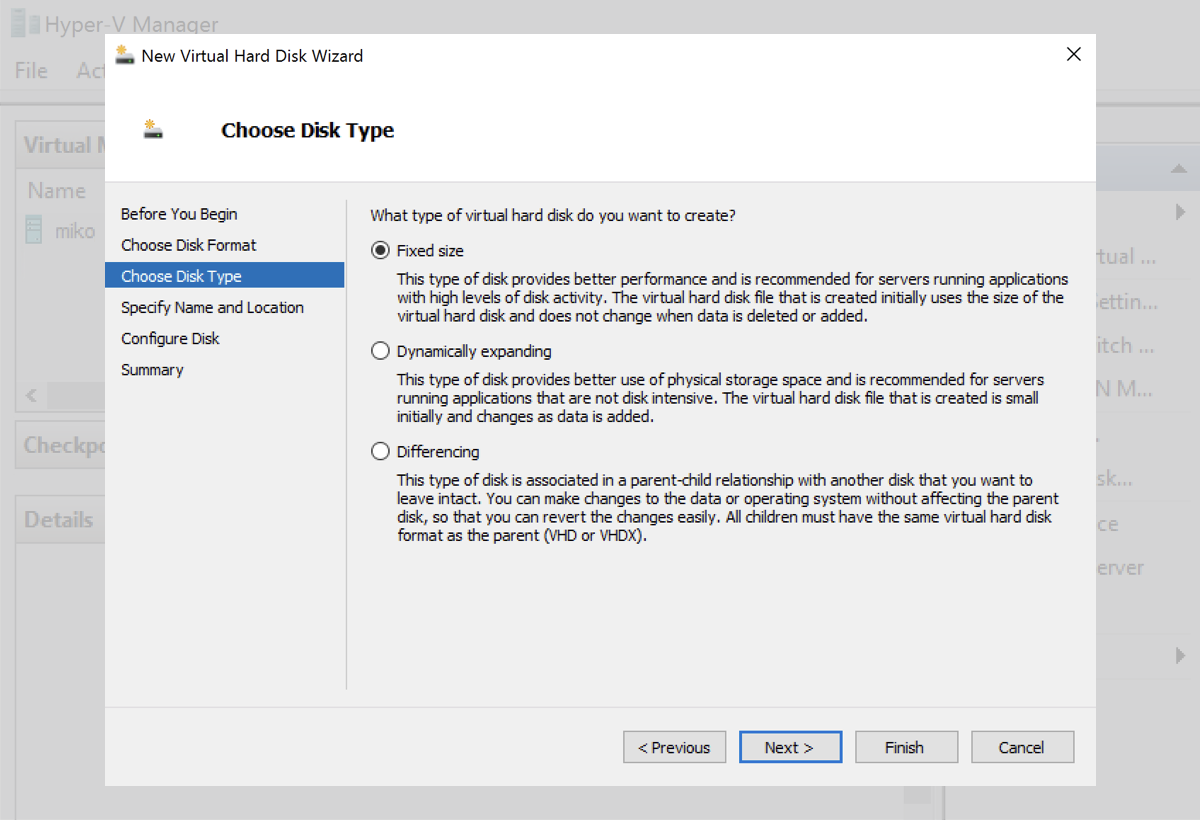 Hyper-V Manager
File
New Virtual Hard Disk Wizard
Choose Disk Type
Name
miko
Details
Before You Begin
Choose Disk Format
Choose Disk Type
Specify Name and Location
Configure Disk
Summary
What type of virtual hard disk do you want to create?
Fixed size
This type of disk provides better performance and is recommended for servers running applications
with high levels of disk activity. The virtual hard disk file that is created initially uses the size of the
virtual hard disk and does not change when data is deleted or added.
Dynamically expanding
This type of disk provides better use of physical storage space and is recommended for servers
running applications that are not disk intensive. The virtual hard disk file that is created is small
initially and changes as data is added.
Differencing
This type of disk is associated in a parent-child relationship with another disk that you want to
leave intact. You can make changes to the data or operating system without affecting the parent
disk, so that you can revert the changes easily. All children must have the same virtual hard disk
format as the parent (VHD or VHDX).
< Previous
Next >
Finish
Cancel